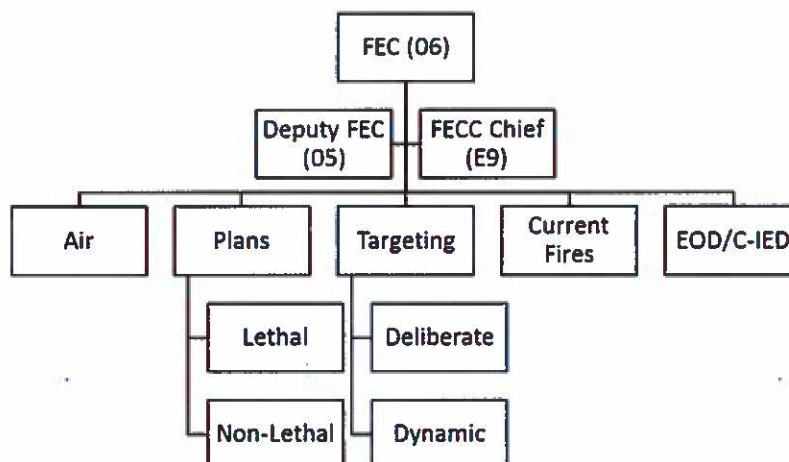 FEC (06)
Deputy FEC
(05)
FECC Chief
(E9)
Air
Plans
Targeting
Current
Fires
EOD/C-IED
Lethal
Deliberate
Non-Lethal
Dynamic